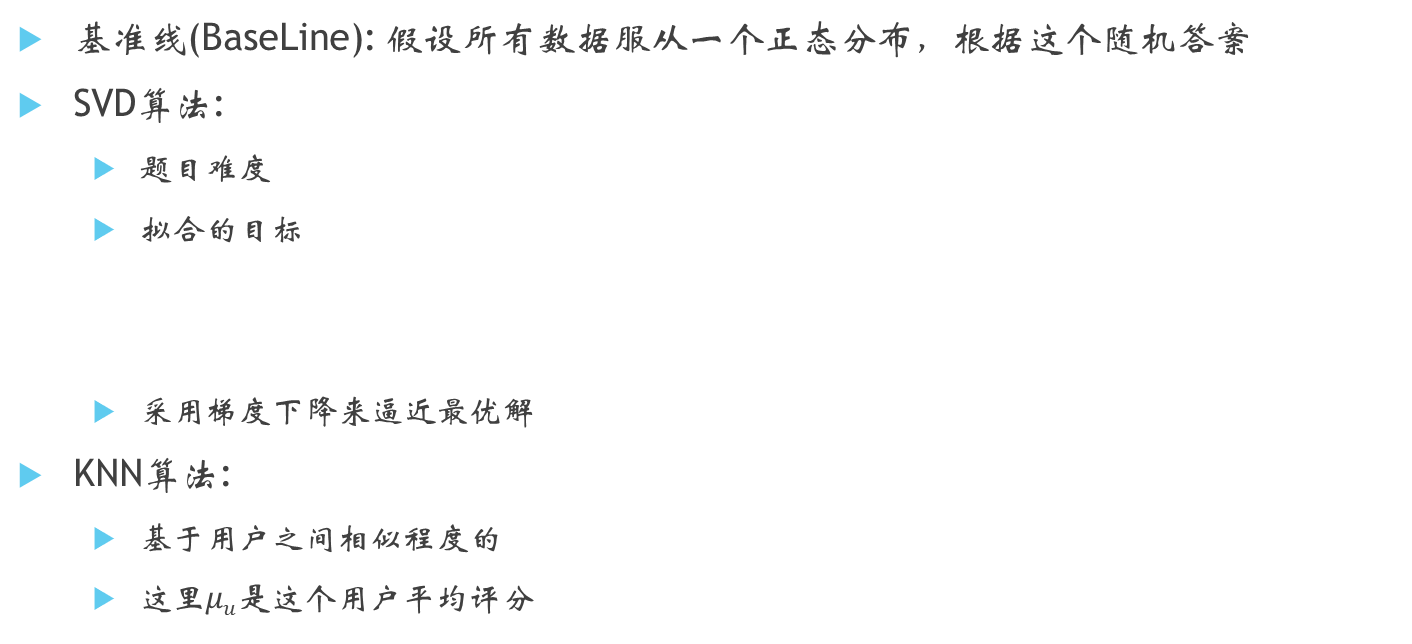 基准线(BaseLine): 假设所有数据服从一个正态分布，根据这个随机答案
SVD算法：
题目难度
拟合的目标
采用梯度下降来逼近最优解
KNN算法：
基于用户之间相似程度的
这里μ_u是这个用户平均评分